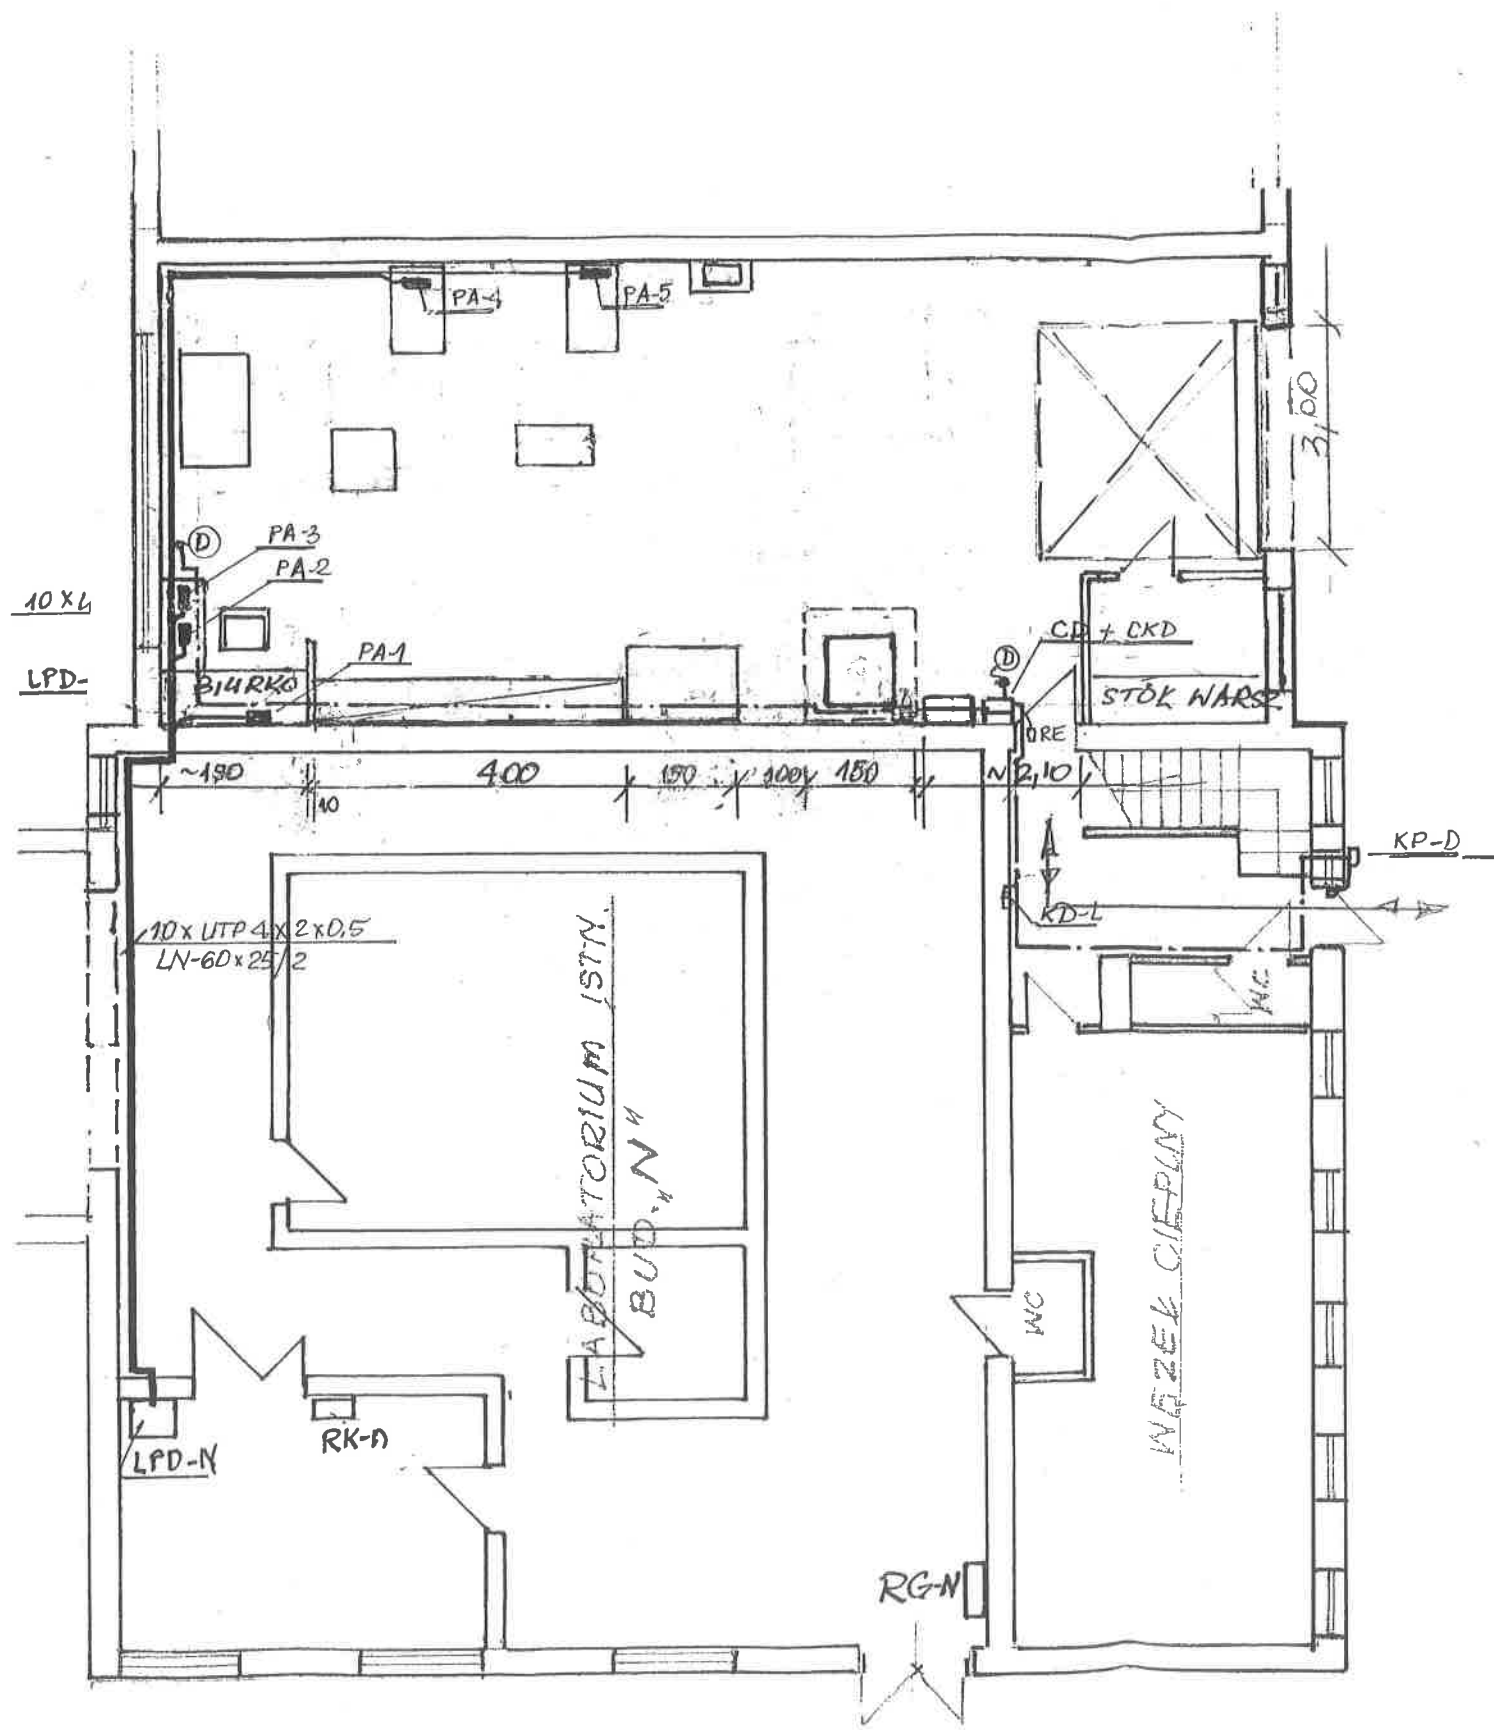 PA-4
PA-5
3,00
D
PA-3
PA-2
10 X L
PA-1
CD + CKD
D
LPD-
BIURKO
STÓŁ WARSZ
RE
~190
10
400
150
100
150
~2,10
KP-D
KD-L
10 x UTP 4 x 2 x 0,5
LN-60 x 25/2
WC
LABORATORIUM ISTN.
BUD. „N"
WĘZEŁ CIEPLNY
WC
LPD-N
RG-N